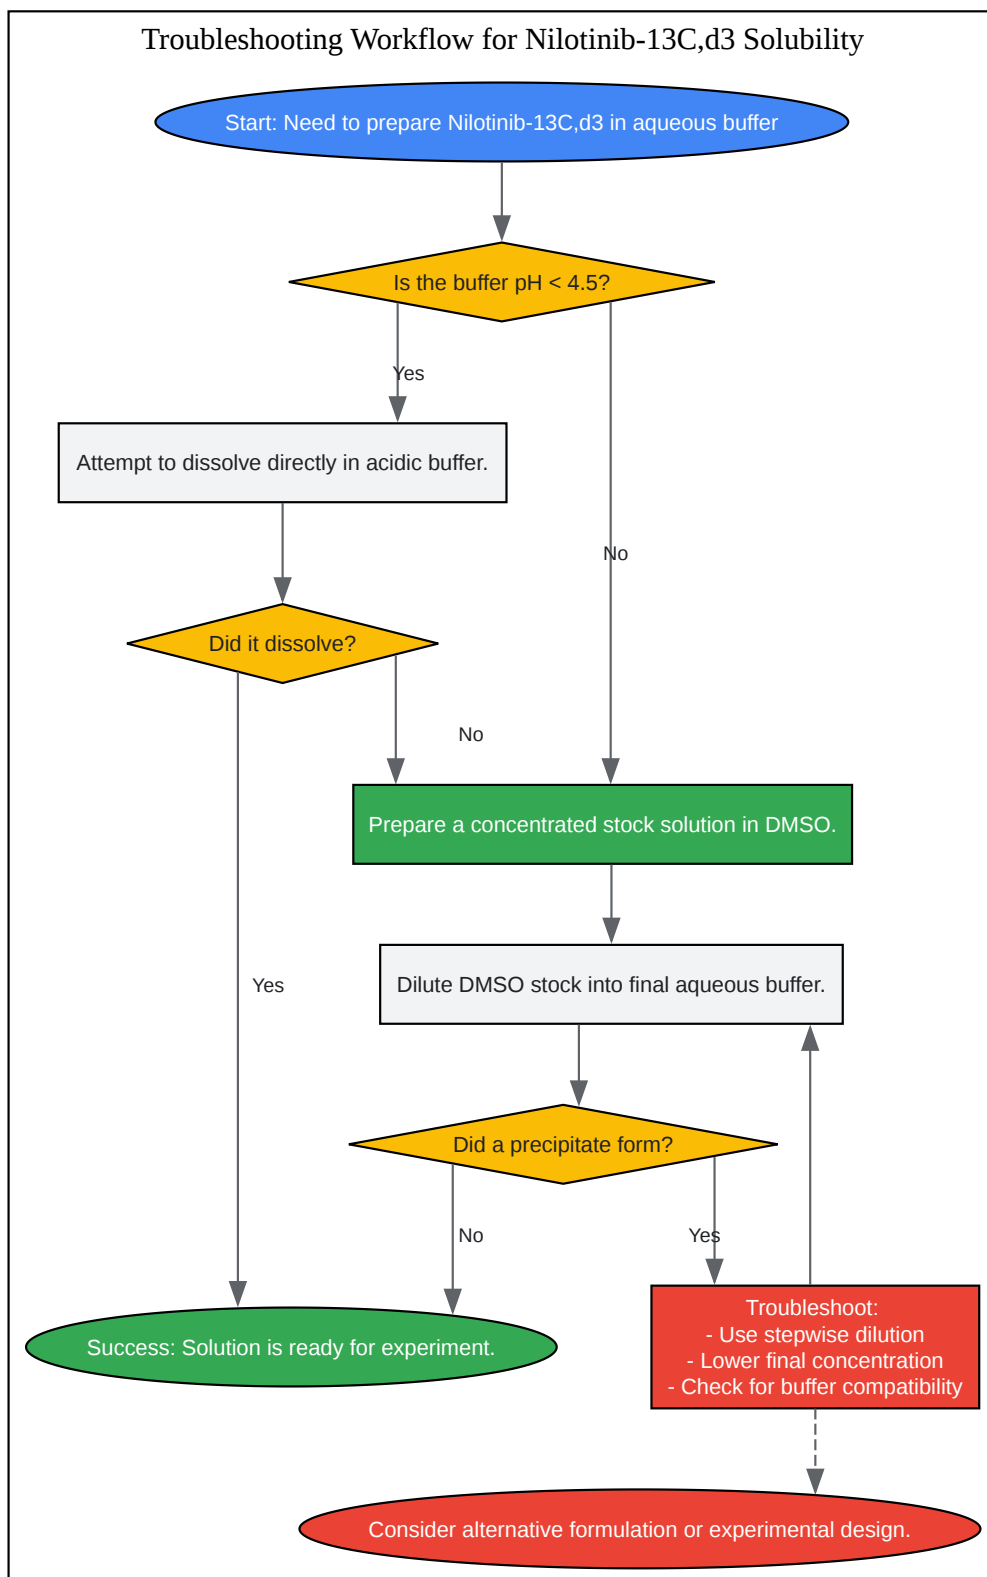 Troubleshooting Workflow for Nilotinib-13C,d3 Solubility
Start: Need to prepare Nilotinib-13C,d3 in aqueous buffer
Is the buffer pH < 4.5?
Yes
Attempt to dissolve directly in acidic buffer.
No
Did it dissolve?
No
Prepare a concentrated stock solution in DMSO.
Yes
Dilute DMSO stock into final aqueous buffer.
Did a precipitate form?
No
Yes
Success: Solution is ready for experiment.
Troubleshoot:
- Use stepwise dilution
- Lower final concentration
- Check for buffer compatibility
Consider alternative formulation or experimental design.